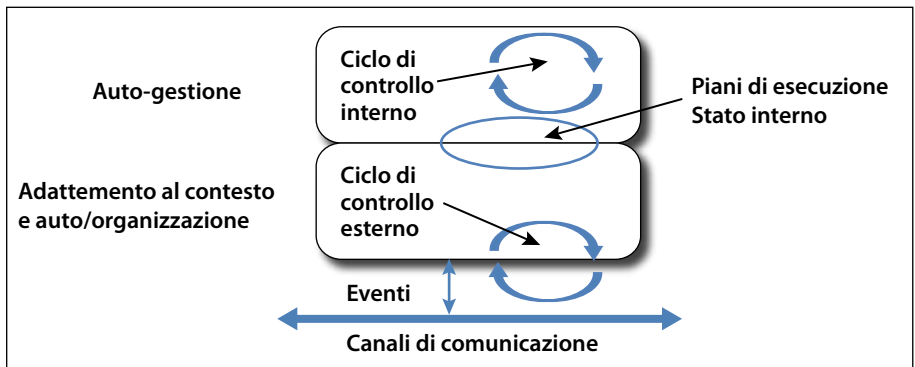 Auto-gestione
Ciclo di
controllo
interno
Piani di esecuzione
Stato interno
Adattemento al contesto
e auto/organizzazione
Ciclo di
controllo
esterno
Eventi
Canali di comunicazione